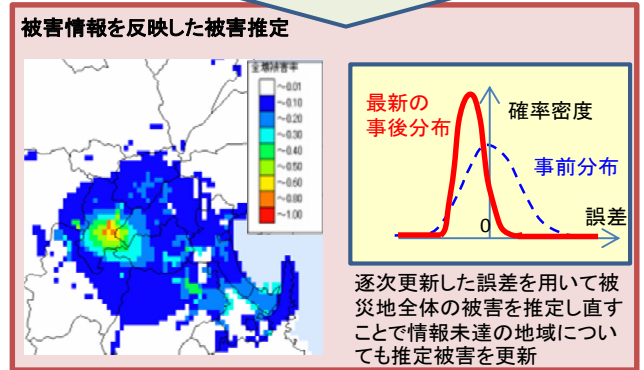 被害情報を反映した被害推定
全壊被害率
～0.01
～0.10
～0.20
～0.30
～0.40
～0.50
～0.60
～0.80
～1.00
最新の
事後分布
確率密度
事前分布
0
誤差
逐次更新した誤差を用いて被
災地全体の被害を推定し直す
ことで情報未達の地域につい
ても推定被害を更新